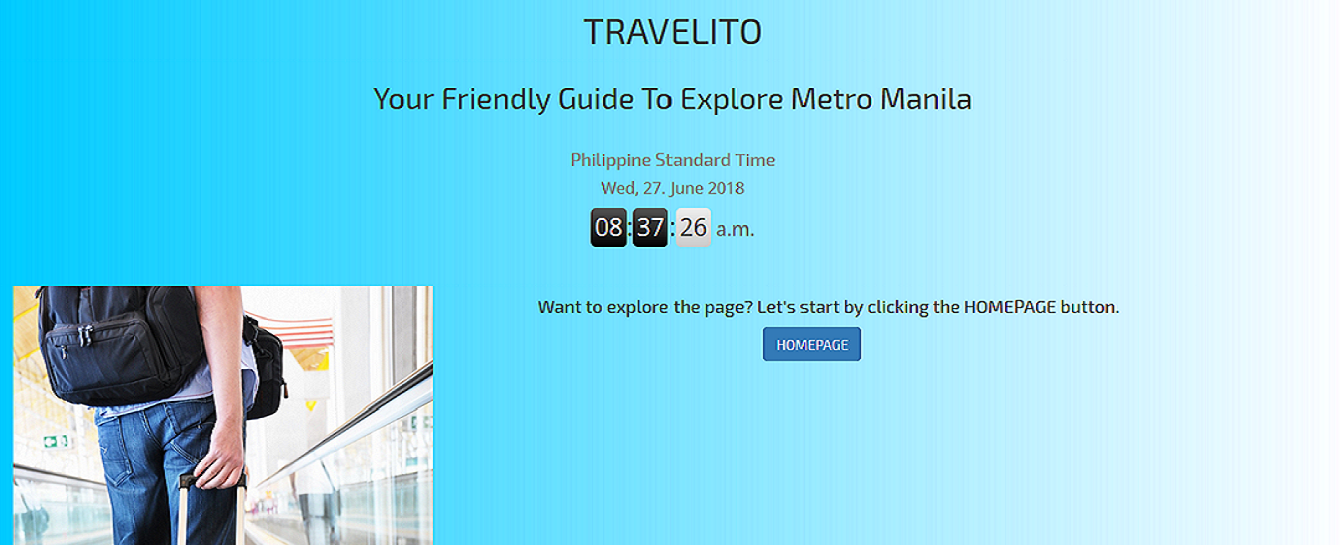 TRAVELITO
Your Friendly Guide To Explore Metro Manila
Philippine Standard Time
Wed, 27. June 2018
08:37:26 a.m.
Want to explore the page? Let's start by clicking the HOMEPAGE button.
HOMEPAGE